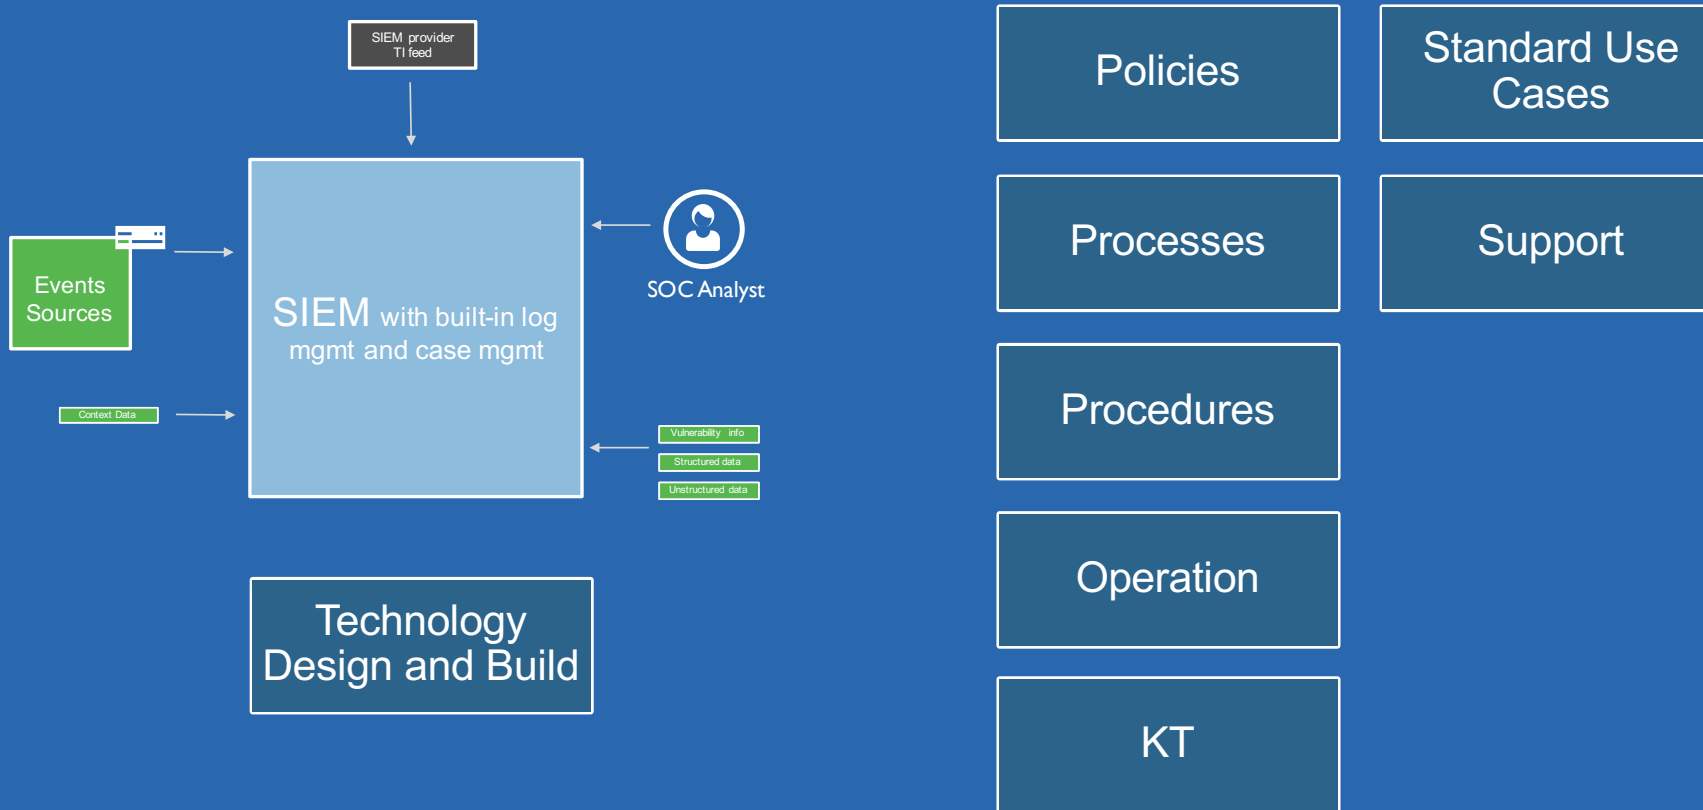 SIEM provider
TI feed
Events
Sources
Context Data
SIEM with built-in log
mgmt and case mgmt
SOC Analyst
Vulnerability info
Structured data
Unstructured data
Technology
Design and Build
Policies
Standard Use
Cases
Processes
Support
Procedures
Operation
KT